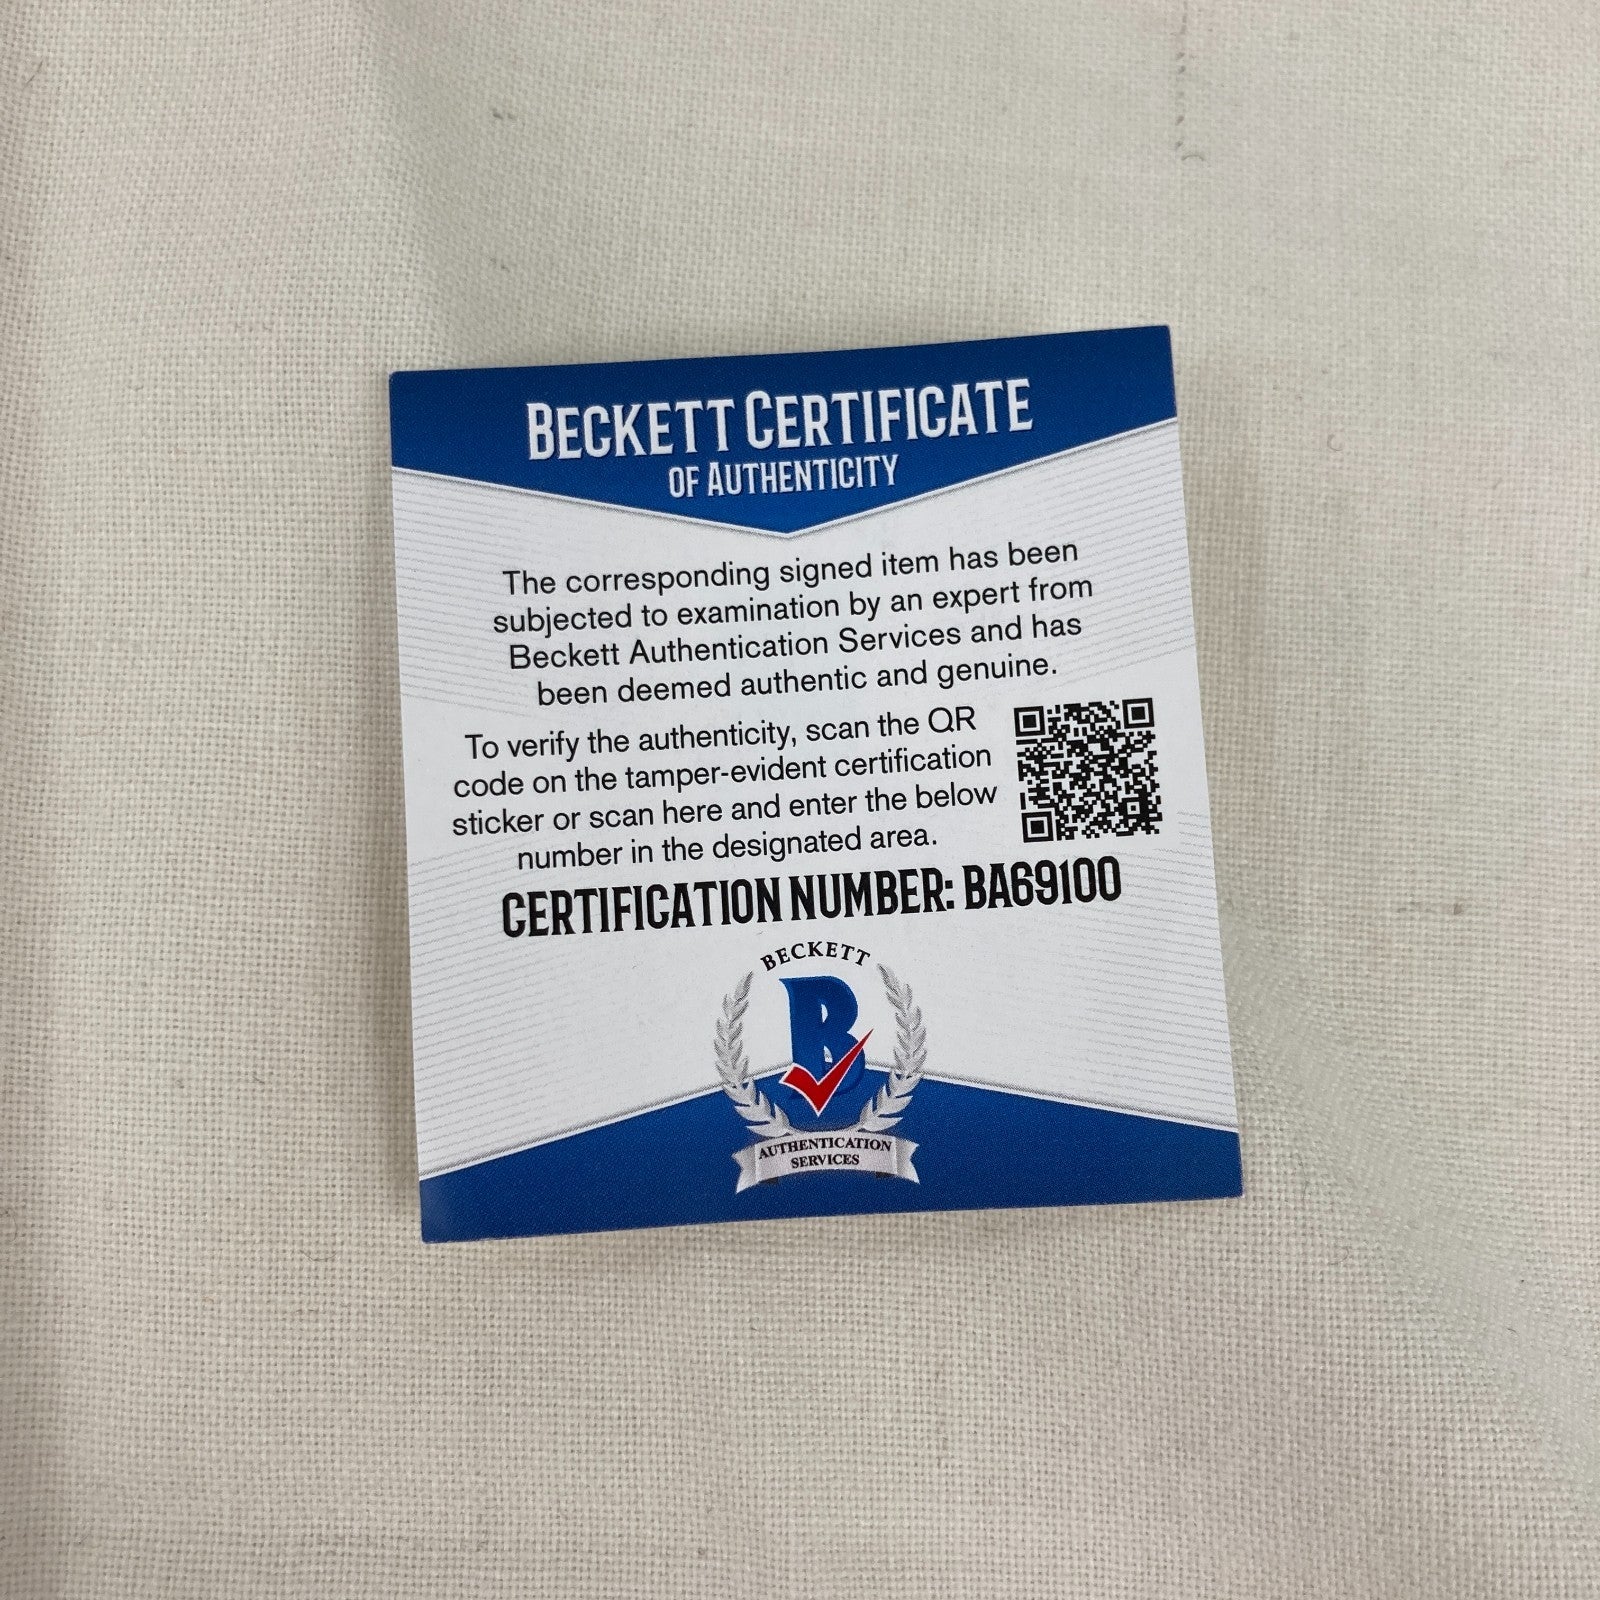 BECKETT CERTIFICATE
OF AUTHENTICITY
The corresponding signed item has been
subjected to examination by an expert from
Beckett Authentication Services and has
been deemed authentic and genuine.
To verify the authenticity, scan the QR
code on the tamper-evident certification
sticker or scan here and enter the below
number in the designated area.
CERTIFICATION NUMBER: BA69100
BECKETT
B
AUTHENTICATION
SERVICES